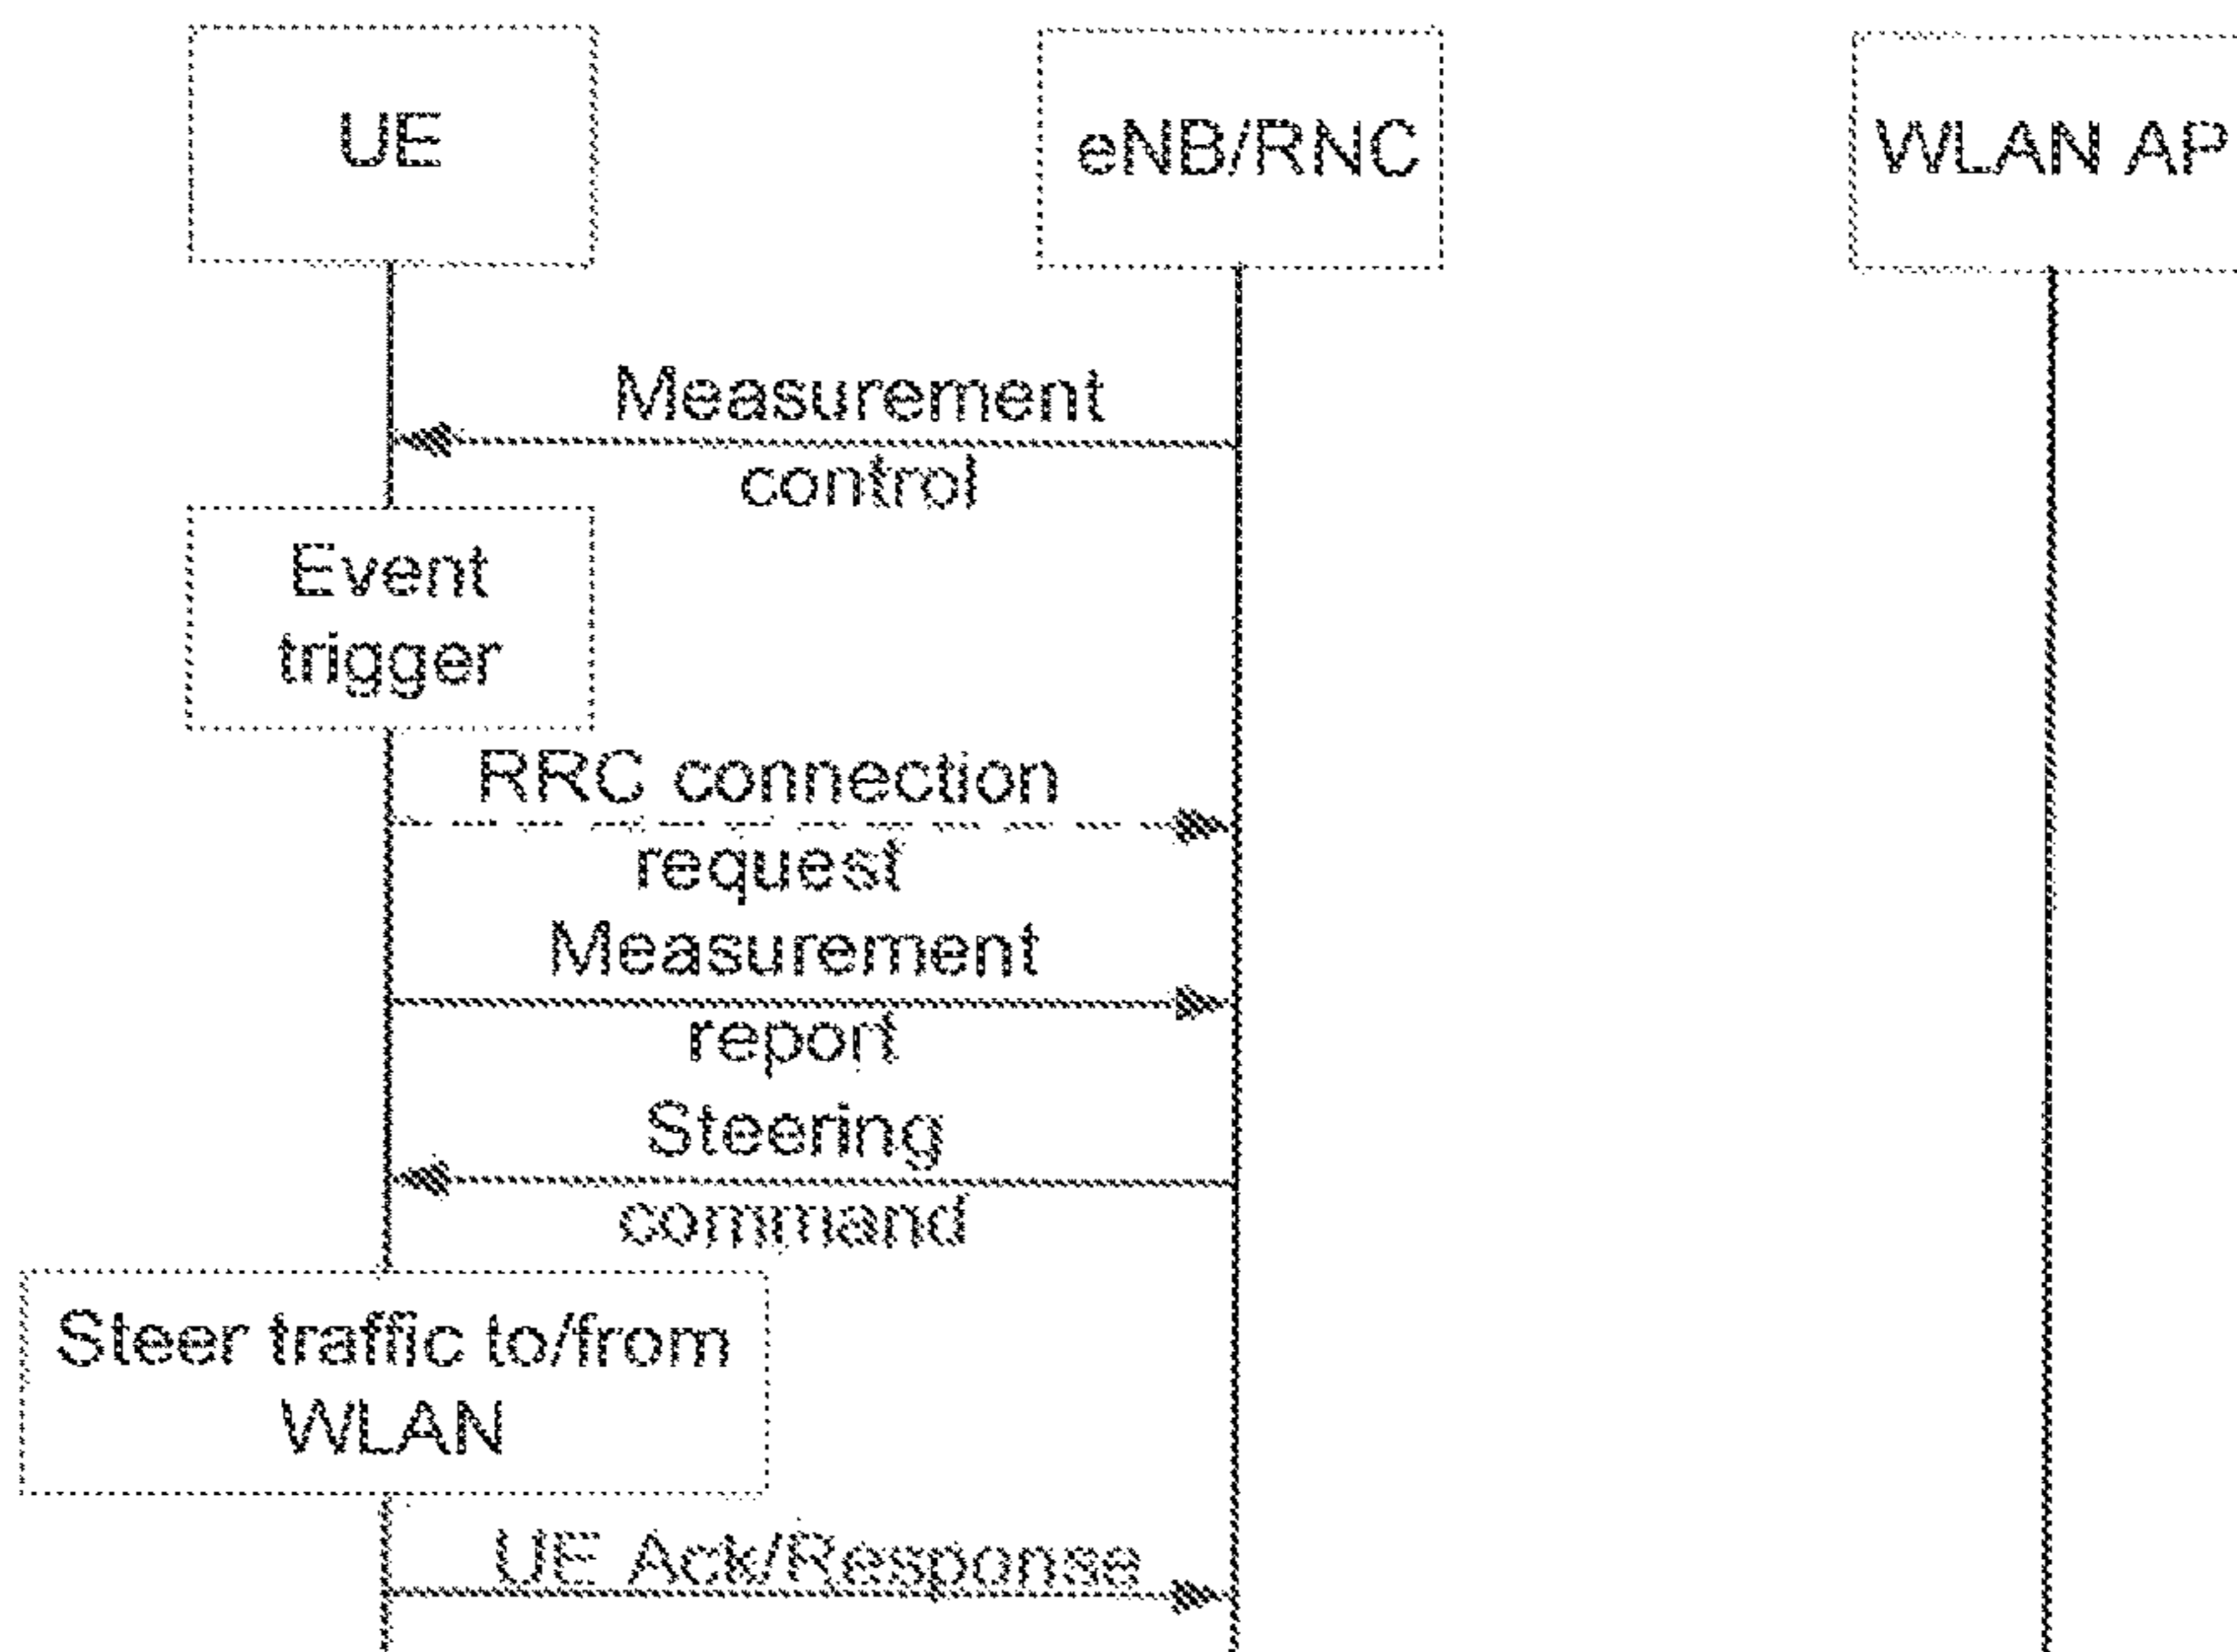 UE
eNB/RNC
WLAN AP
Measurement
control
Event
trigger
RRC connection
request
Measurement
report
Steering
command
Steer traffic to/from
WLAN
UE Ack/Response